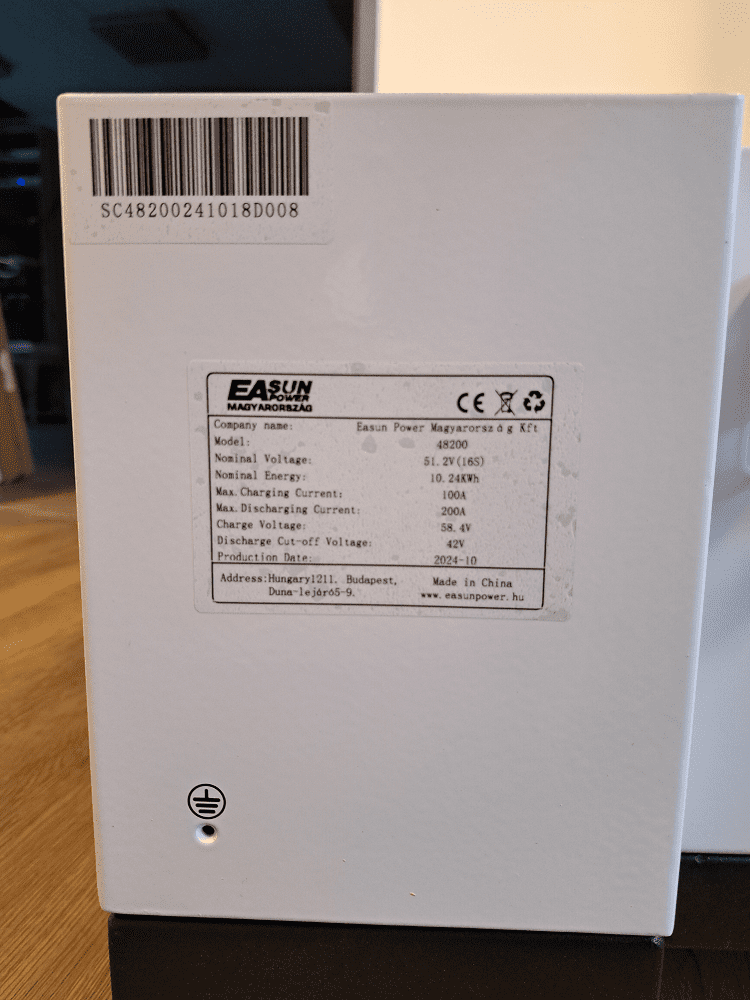 SC48200241018D008
EASUN
POWER
MAGYARORSZÁG
Company name: Easun Power Magyarorszá g Kft
Model: 48200
Nominal Voltage: 51.2V(16S)
Nominal Energy: 10.24KWh
Max.Charging Current: 100A
Max.Discharging Current: 200A
Charge Voltage: 58.4V
Discharge Cut-off Voltage: 42V
Production Date: 2024-10
Address:Hungary1211. Budapest,
Duna-lejáró5-9.
Made in China
www.easunpower.hu